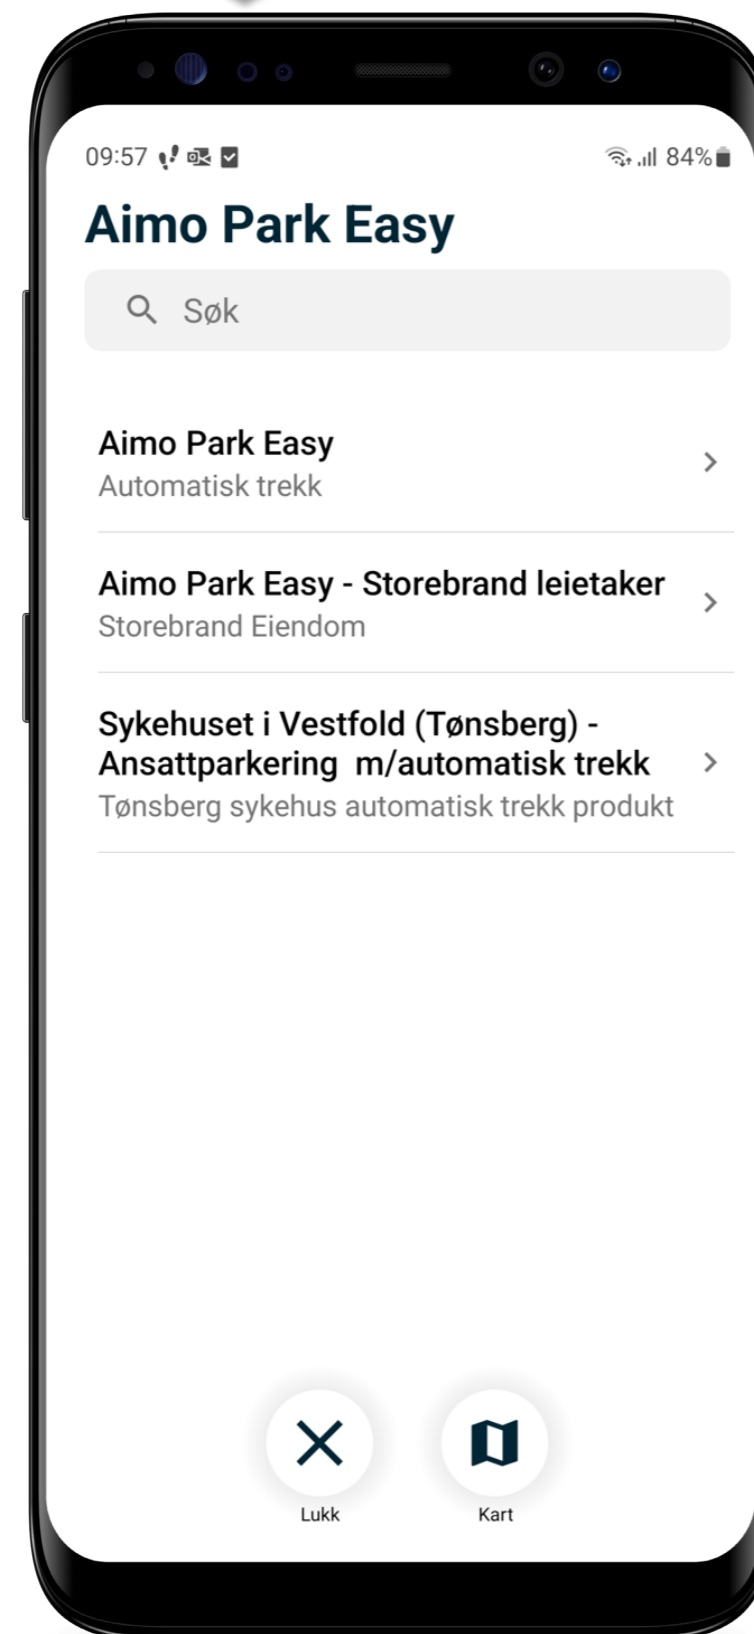 09:57 84%
Aimo Park Easy
Søk
Aimo Park Easy
Automatisk trekk
Aimo Park Easy - Storebrand leietaker
Storebrand Eiendom
Sykehuset i Vestfold (Tønsberg) -
Ansattparkering  m/automatisk trekk
Tønsberg sykehus automatisk trekk produkt
Lukk Kart